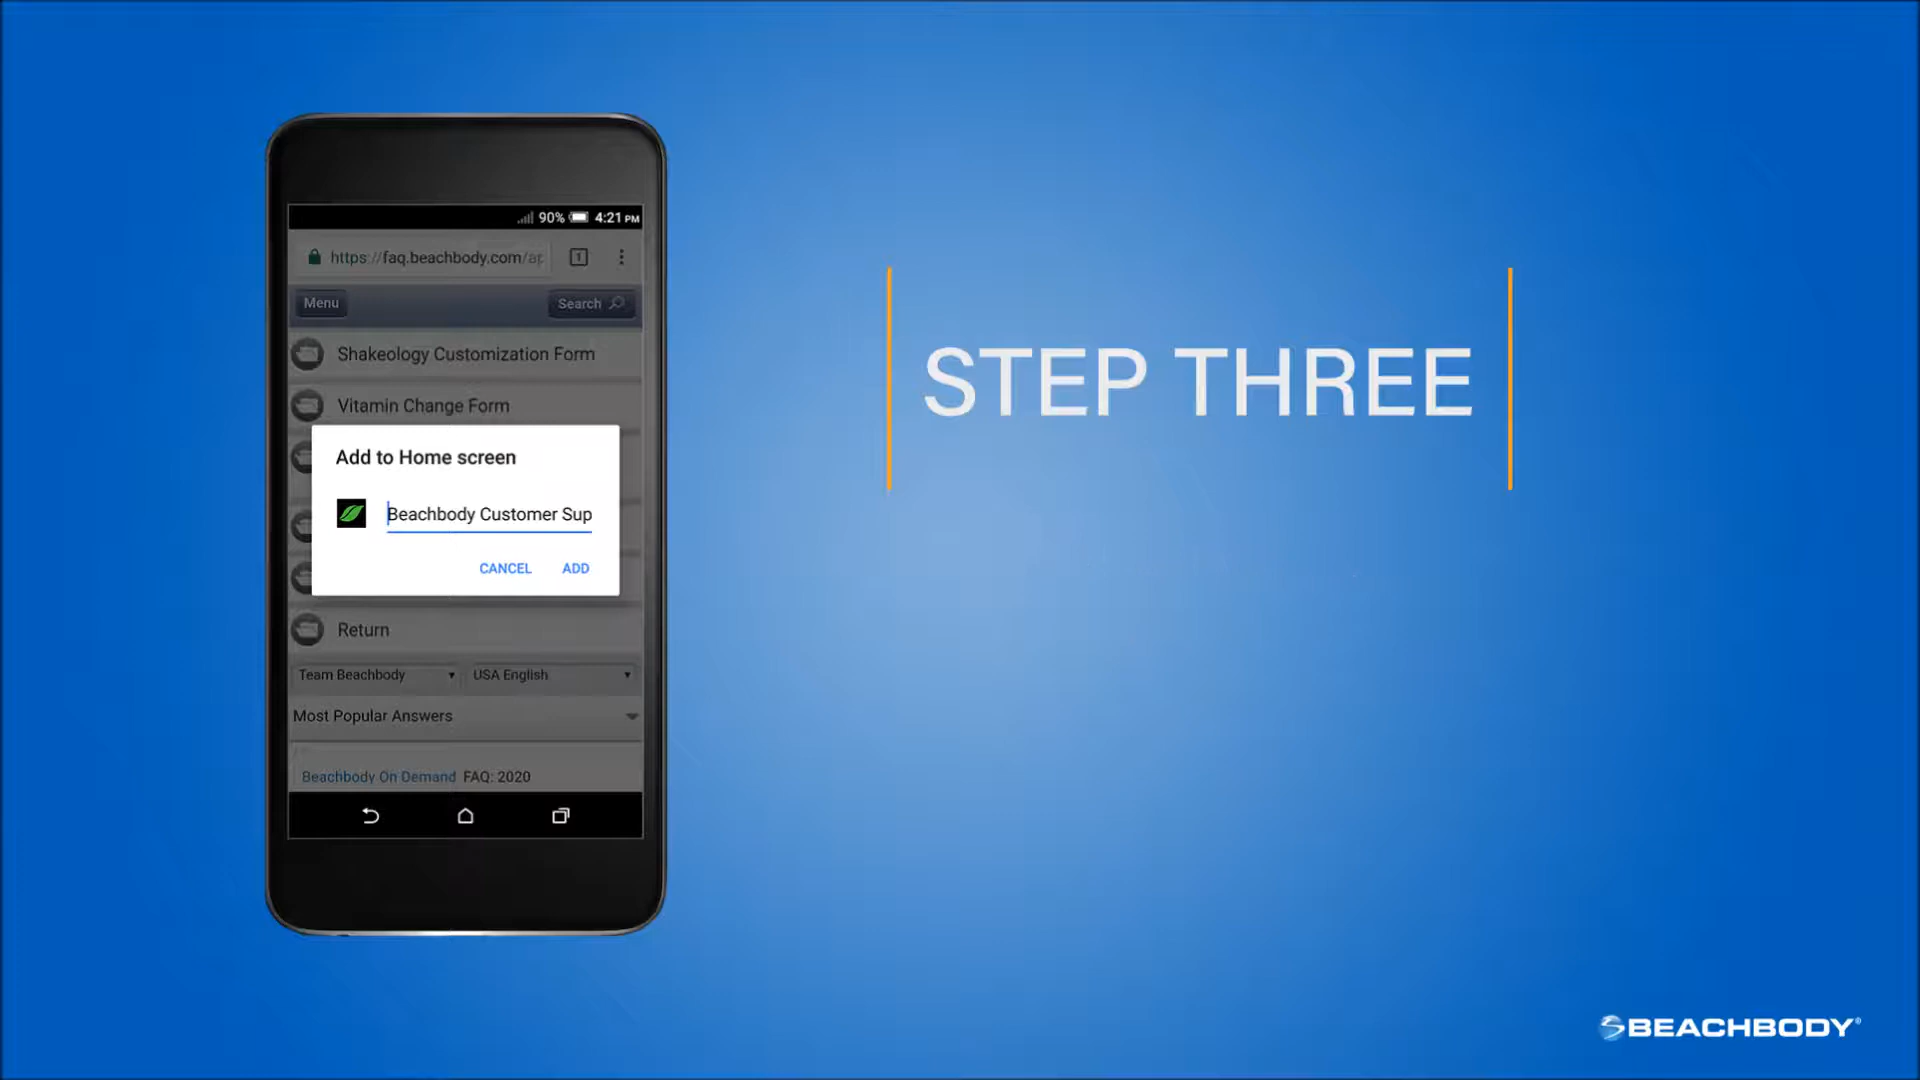 90% 4:21 PM
https://faq.beachbody.com/ap
1
Menu
Search
Shakeology Customization Form
Vitamin Change Form
Add to Home screen
Beachbody Customer Sup
CANCEL ADD
Return
Team Beachbody
USA English
Most Popular Answers
Beachbody On Demand FAQ: 2020
STEP THREE
BEACHBODY®